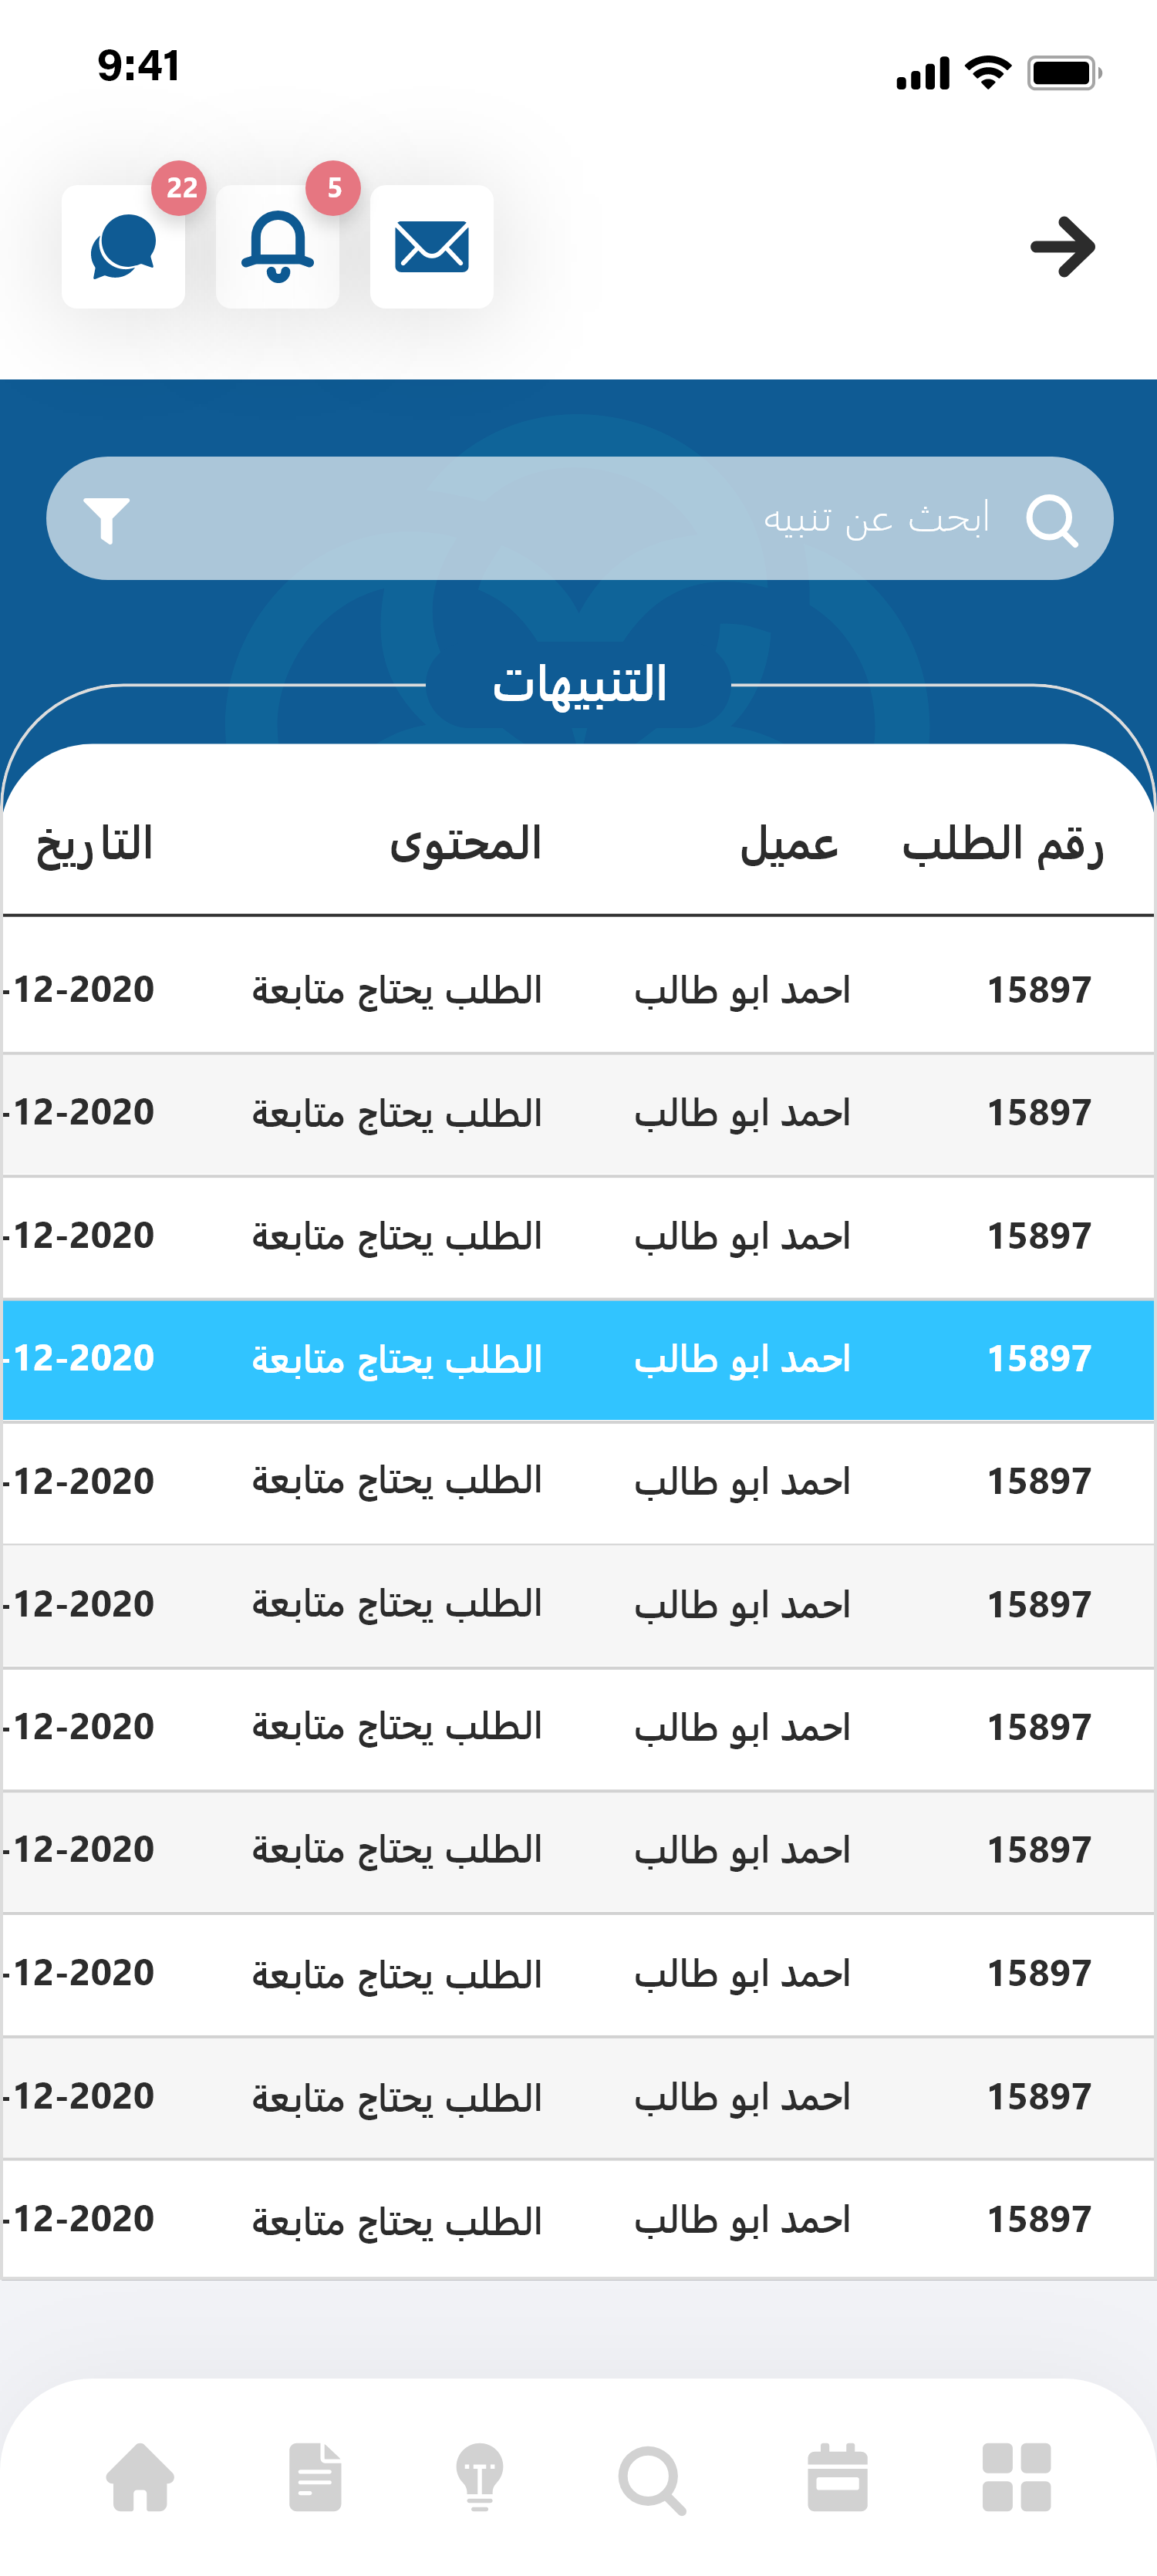 9:41
22
5
ابحث عن تنبيه
التنبيهات
رقم الطلب عميل المحتوى التاريخ
15897 احمد ابو طالب الطلب يحتاج متابعة -12-2020
15897 احمد ابو طالب الطلب يحتاج متابعة -12-2020
15897 احمد ابو طالب الطلب يحتاج متابعة -12-2020
15897 احمد ابو طالب الطلب يحتاج متابعة -12-2020
15897 احمد ابو طالب الطلب يحتاج متابعة -12-2020
15897 احمد ابو طالب الطلب يحتاج متابعة -12-2020
15897 احمد ابو طالب الطلب يحتاج متابعة -12-2020
15897 احمد ابو طالب الطلب يحتاج متابعة -12-2020
15897 احمد ابو طالب الطلب يحتاج متابعة -12-2020
15897 احمد ابو طالب الطلب يحتاج متابعة -12-2020
15897 احمد ابو طالب الطلب يحتاج متابعة -12-2020